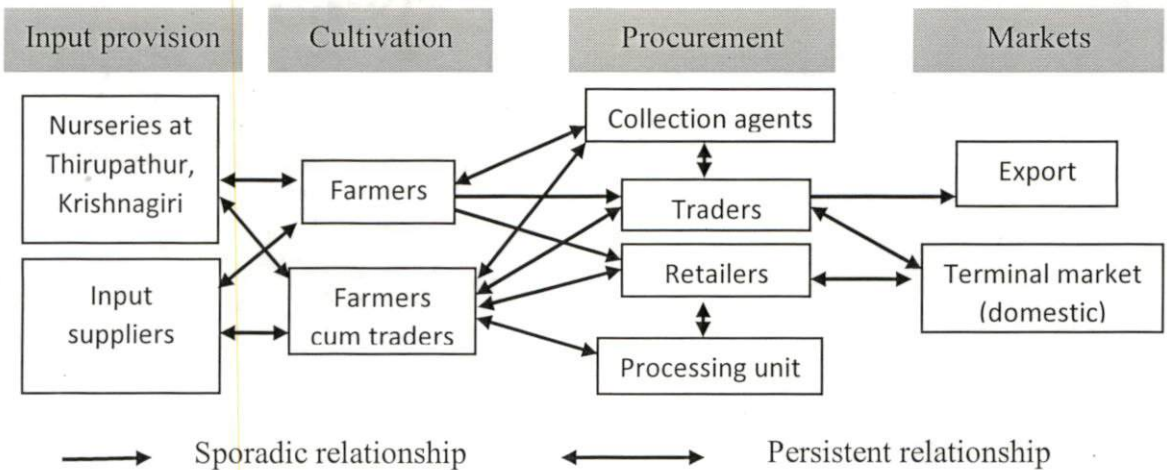 Input provision
Cultivation
Procurement
Markets
Nurseries at
Thirupathur,
Krishnagiri
Input
suppliers
Farmers
Farmers
cum traders
Collection agents
Traders
Retailers
Processing unit
Export
Terminal market
(domestic)
Sporadic relationship
Persistent relationship